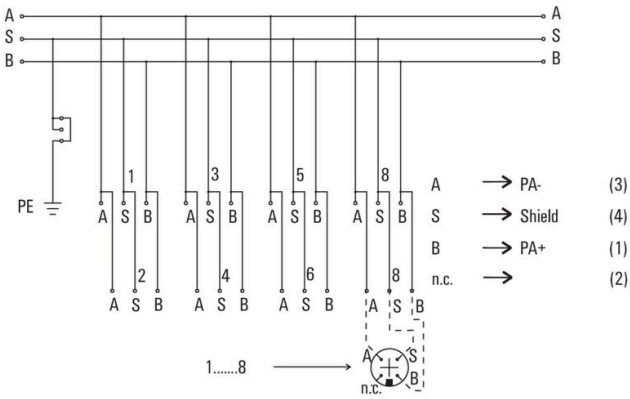 A A
S S
B B
1 3 5 8
A → PA- (3)
PE
A S B A S B A S B A S B
S → Shield (4)
B → PA+ (1)
2 4 6 8
n.c. → (2)
A S B A S B A S B A S B
A S
1.......8
B
n.c.